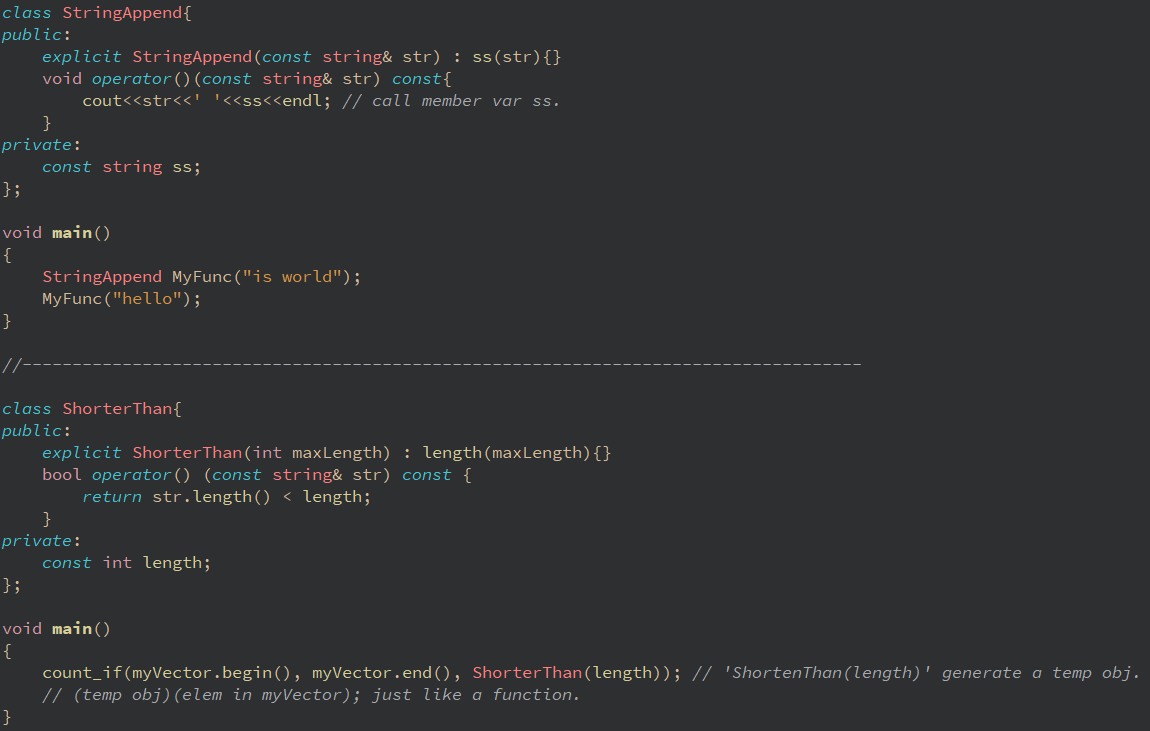 class StringAppend{
public:
    explicit StringAppend(const string& str) : ss(str){}
    void operator()(const string& str) const{
        cout<<str<<' '<<ss<<endl; // call member var ss.
    }
private:
    const string ss;
};

void main()
{
    StringAppend MyFunc("is world");
    MyFunc("hello");
}

//------------------------------------------------------------------------------------

class ShorterThan{
public:
    explicit ShorterThan(int maxLength) : length(maxLength){}
    bool operator() (const string& str) const {
        return str.length() < length;
    }
private:
    const int length;
};

void main()
{
    count_if(myVector.begin(), myVector.end(), ShorterThan(length)); // 'ShortenThan(length)' generate a temp obj.
    // (temp obj)(elem in myVector); just like a function.
}